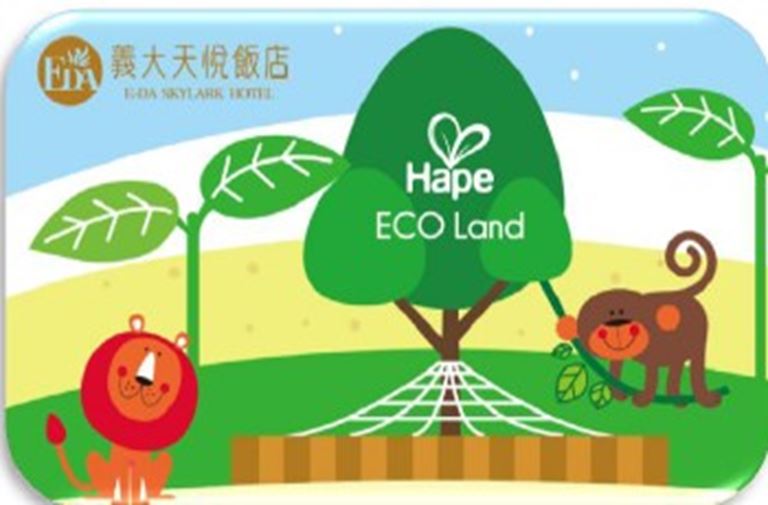 EDA
義大天悅飯店
E-DA SKYLARK HOTEL
Hape
ECO Land